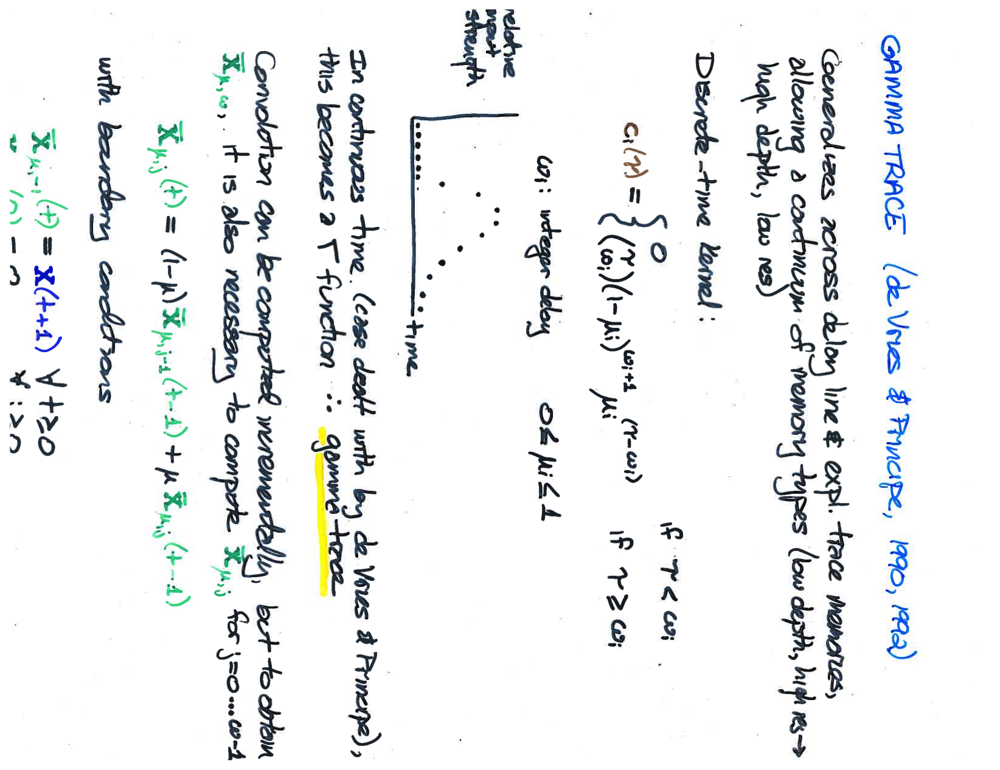 GAMMA TRACE (de Vries & Principe, 1990, 1992)
Generalizes across delay line & expl. trace memories,
allowing a continuum of memory types (low depth, high res →
high depth, low res)
Discrete-time kernel:
cᵢ(τ) = { 0 if τ < ωᵢ
(τ ωᵢ)(1-μᵢ)^ωᵢ+1 μᵢ^(τ-ωᵢ) if τ ≥ ωᵢ
ωᵢ: integer delay 0 ≤ μᵢ ≤ 1
relative
input
strength
time
In continuous time (case dealt with by de Vries & Principe),
this becomes a Γ function ∴ gamma trace
Convolution can be computed incrementally, but to obtain
x̄μ,ω, it is also necessary to compute x̄μ,j for j=0....ω-1
x̄μ,j(t) = (1-μ) x̄μ,j-1(t-1) + μ x̄μ,j(t-1)
with boundary conditions
x̄μ,-1(t) = x(t+1) ∀ t≥0